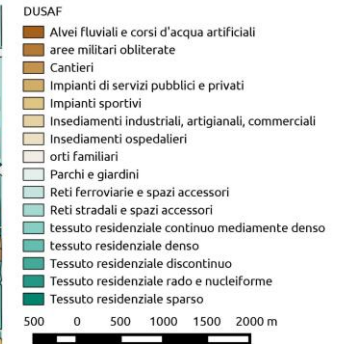 DUSAF
Alvei fluviali e corsi d'acqua artificiali
aree militari obliterate
Cantieri
Impianti di servizi pubblici e privati
Impianti sportivi
Insediamenti industriali, artigianali, commerciali
Insediamenti ospedalieri
orti familiari
Parchi e giardini
Reti ferroviarie e spazi accessori
Reti stradali e spazi accessori
tessuto residenziale continuo mediamente denso
tessuto residenziale denso
Tessuto residenziale discontinuo
Tessuto residenziale rado e nucleiforme
Tessuto residenziale sparso
500 0 500 1000 1500 2000 m